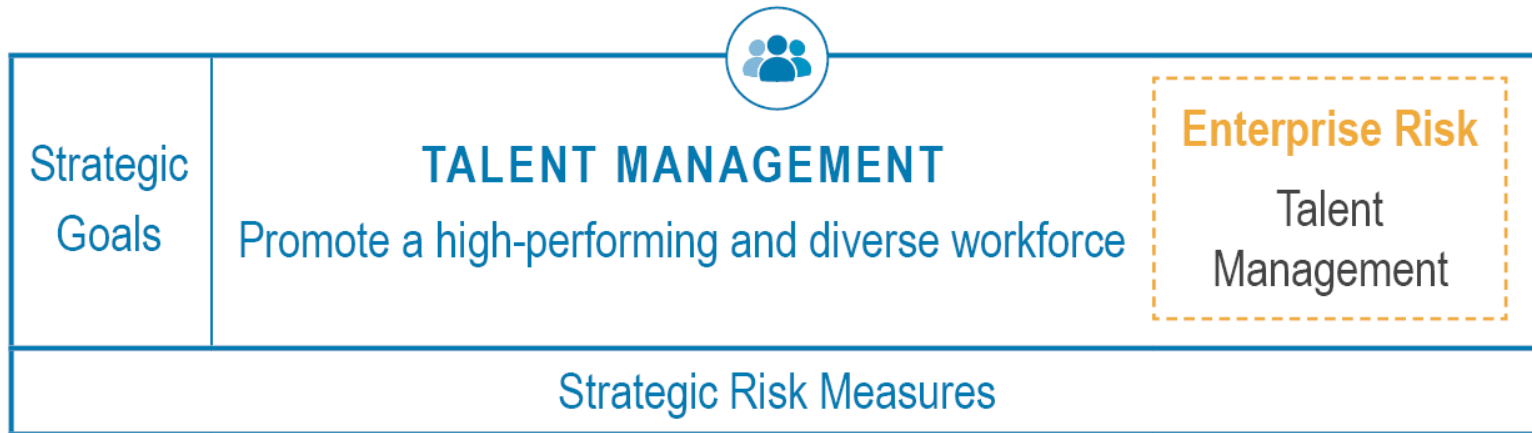 Strategic
Goals
TALENT MANAGEMENT
Promote a high-performing and diverse workforce
Enterprise Risk
Talent
Management
Strategic Risk Measures